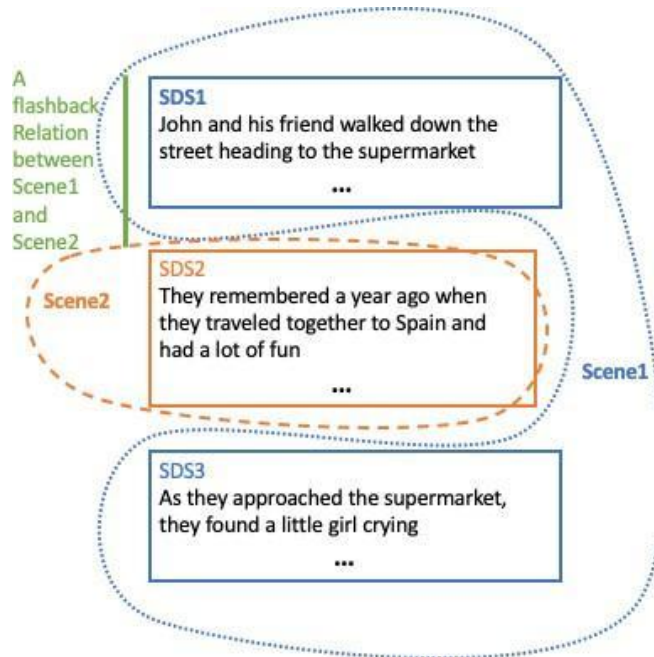 A
flashback
Relation
between
Scene1
and
Scene2
SDS1
John and his friend walked down the
street heading to the supermarket
...
Scene2
SDS2
They remembered a year ago when
they traveled together to Spain and
had a lot of fun
...
Scene1
SDS3
As they approached the supermarket,
they found a little girl crying
...